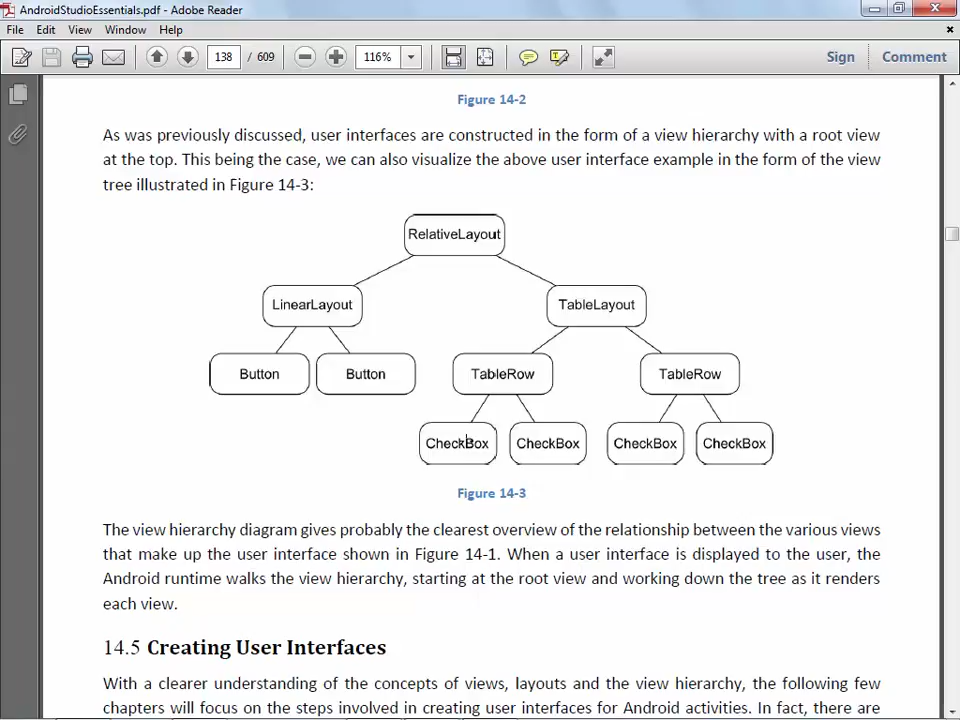 AndroidStudioEssentials.pdf - Adobe Reader
File Edit View Window Help
138 / 609 116% Sign Comment
Figure 14-2
As was previously discussed, user interfaces are constructed in the form of a view hierarchy with a root view
at the top. This being the case, we can also visualize the above user interface example in the form of the view
tree illustrated in Figure 14-3:
RelativeLayout
LinearLayout TableLayout
Button Button TableRow TableRow
CheckBox CheckBox CheckBox CheckBox
Figure 14-3
The view hierarchy diagram gives probably the clearest overview of the relationship between the various views
that make up the user interface shown in Figure 14-1. When a user interface is displayed to the user, the
Android runtime walks the view hierarchy, starting at the root view and working down the tree as it renders
each view.
14.5 Creating User Interfaces
With a clearer understanding of the concepts of views, layouts and the view hierarchy, the following few
chapters will focus on the steps involved in creating user interfaces for Android activities. In fact, there are